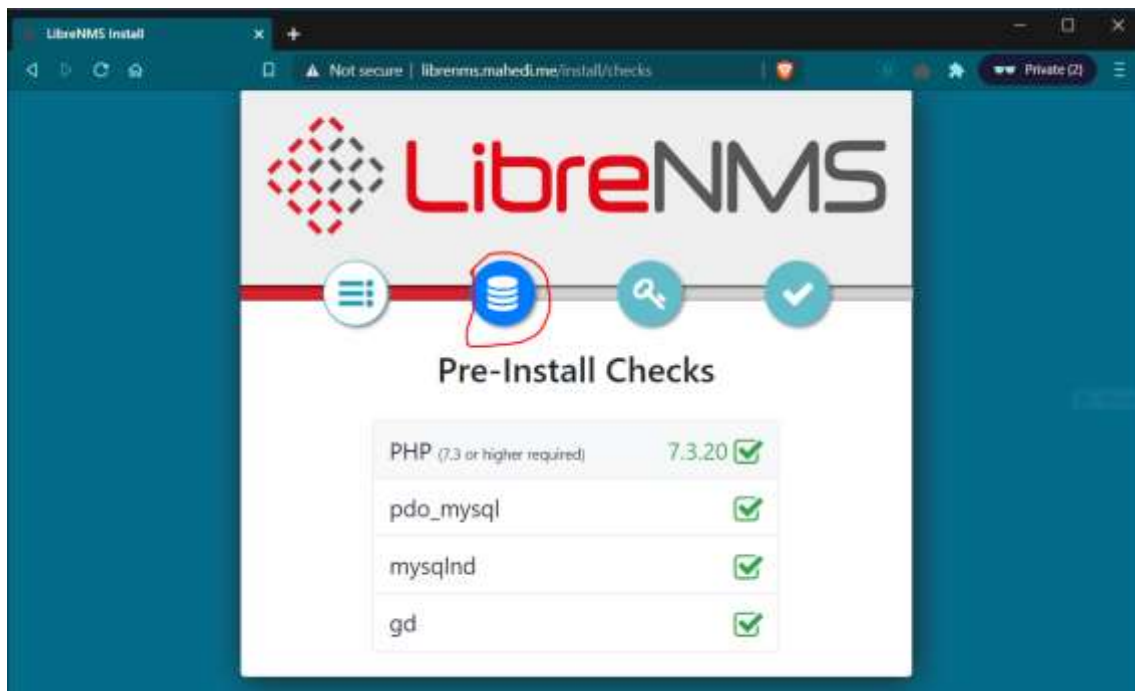 LibreNMS Install
Not secure | librenms.mahedi.me/install/checks
Private (2)
LibreNMS
Pre-Install Checks
PHP (7.3 or higher required) 7.3.20
pdo_mysql
mysqlnd
gd